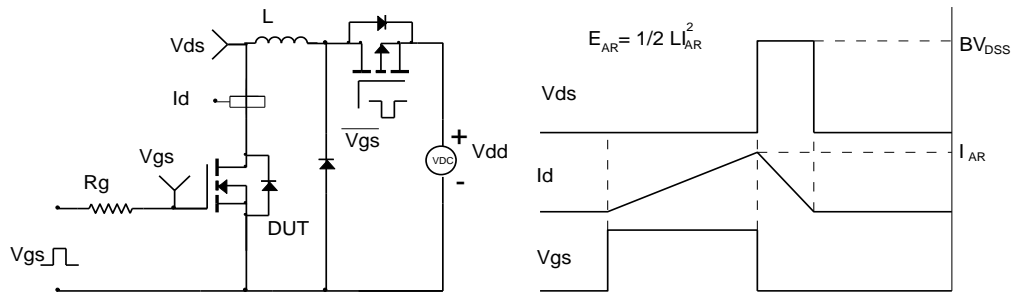 L
Vds
Id
Vgs
Rg
DUT
Vgs
Vgs
VDC
+
Vdd
-
E_AR= 1/2 LI_AR^2
BV_DSS
Vds
I_AR
Id
Vgs